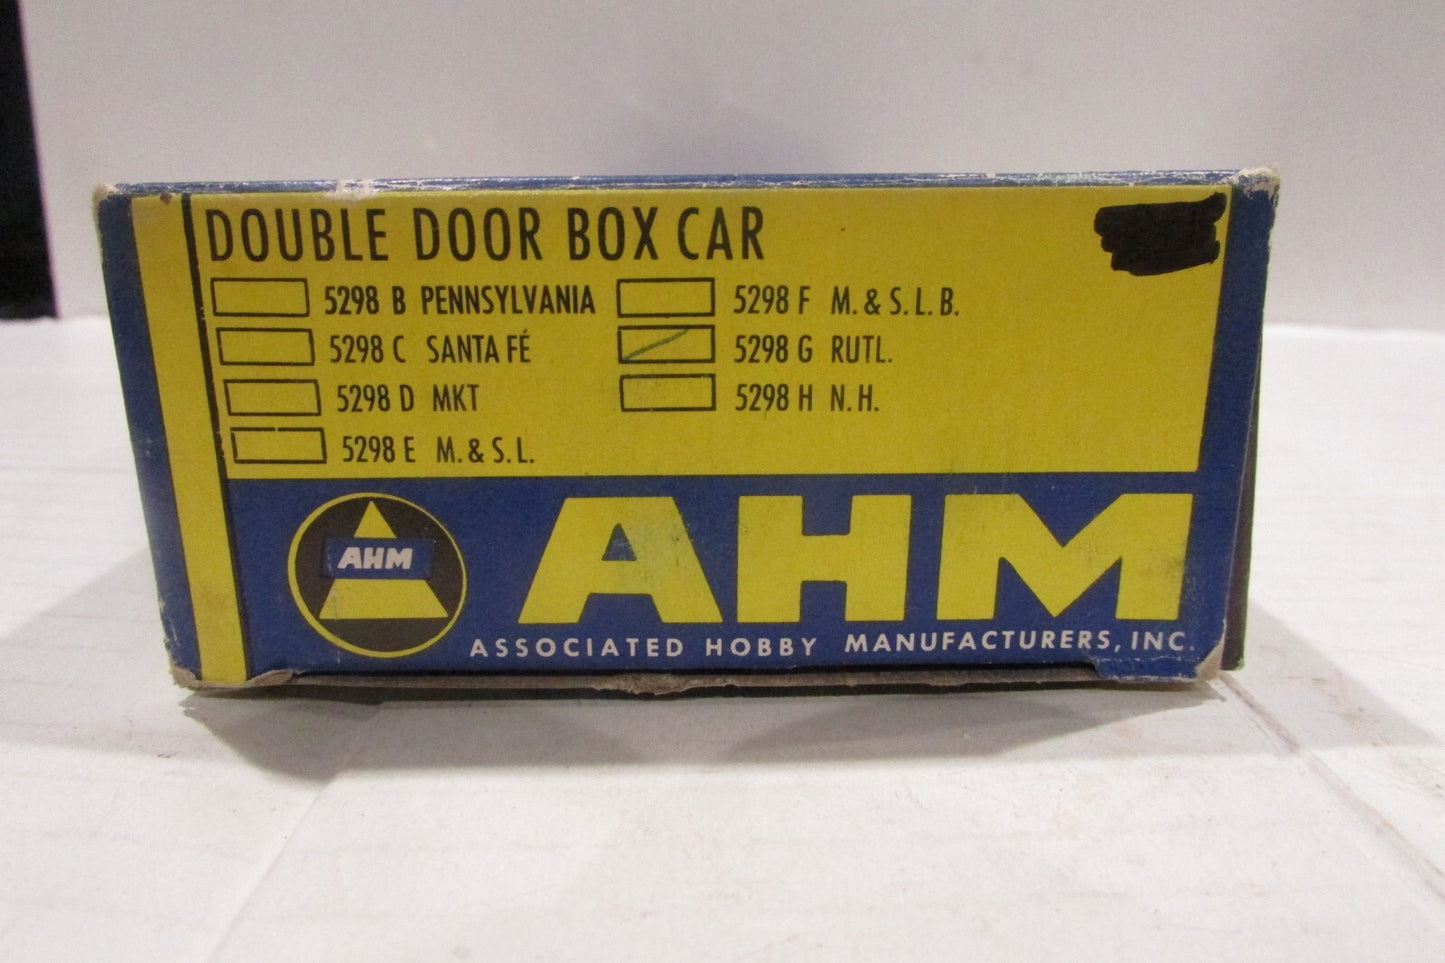 DOUBLE DOOR BOX CAR
5298 B PENNSYLVANIA
5298 C SANTA FÉ
5298 D MKT
5298 E M. & S. L.
5298 F M. & S. L. B.
5298 G RUTL.
5298 H N. H.
AHM
AHM
ASSOCIATED HOBBY MANUFACTURERS, INC.